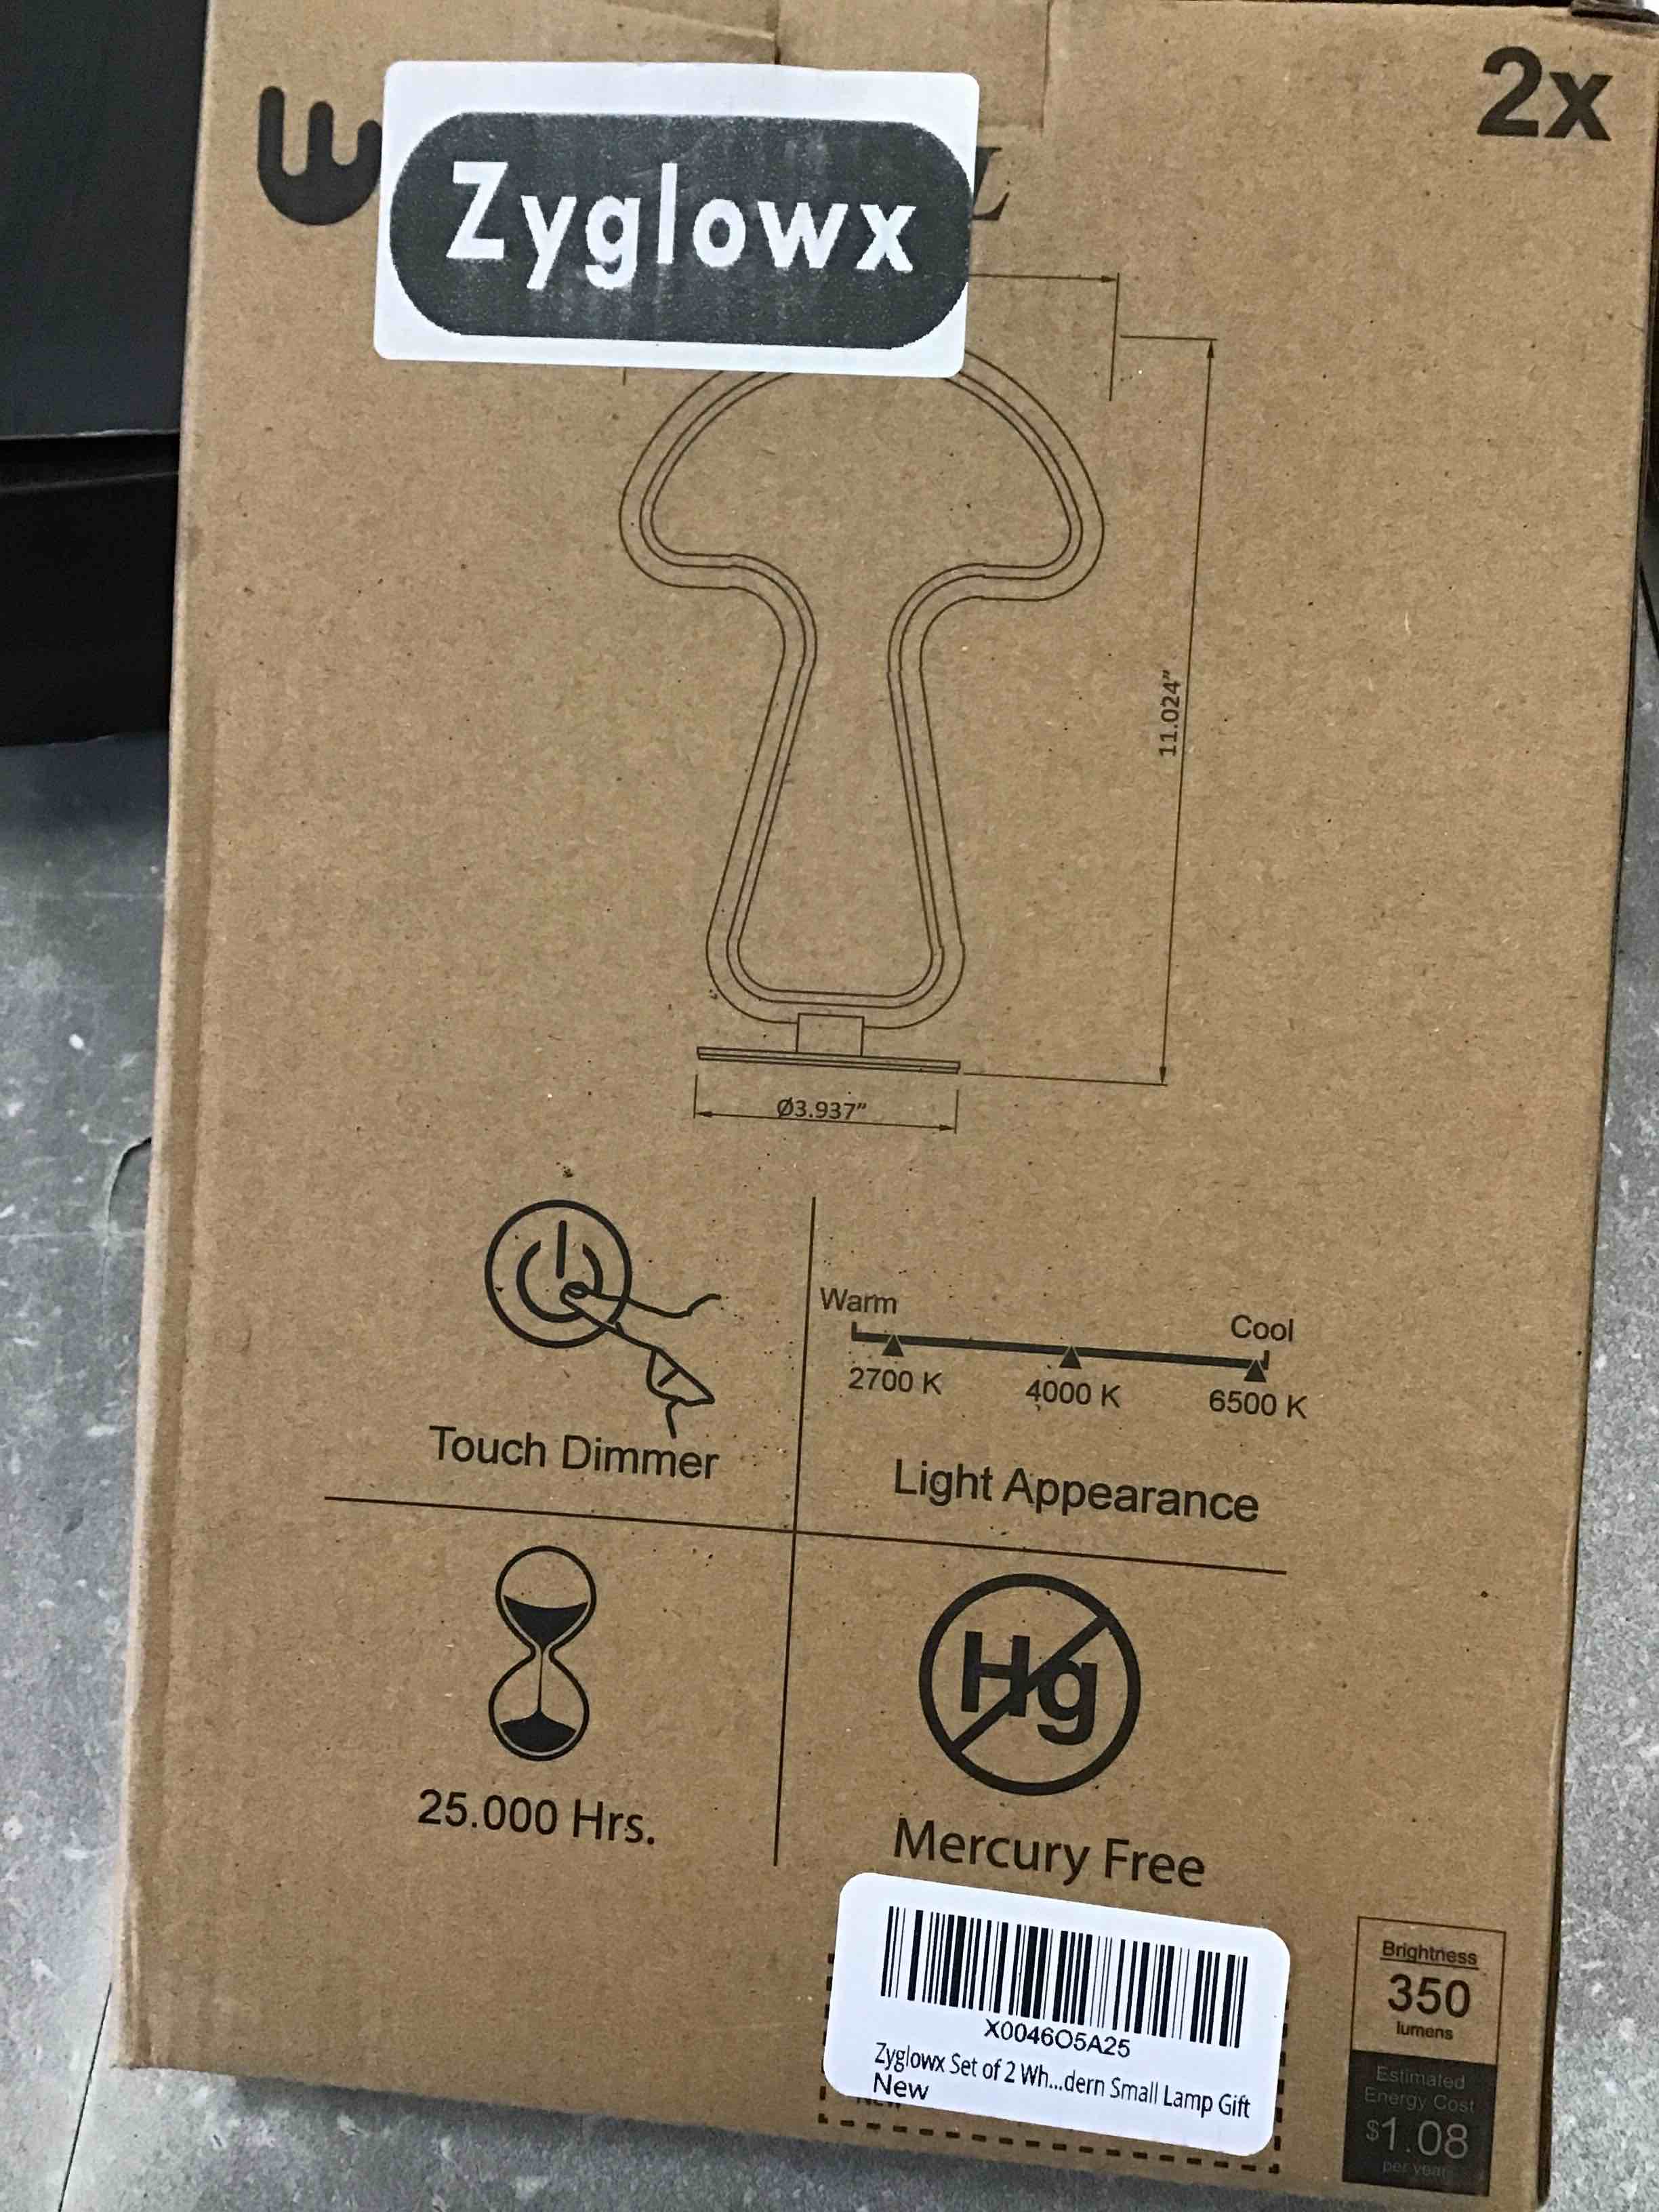 2x
Zyglowx
L
11.024"
Ø3.937"
Warm
Cool
2700 K
4000 K
6500 K
Touch Dimmer
Light Appearance
Hg
25.000 Hrs.
Mercury Free
X0046O5A25
Zyglowx Set of 2 Wh...dern Small Lamp Gift
New
Brightness
350
lumens
Estimated
Energy Cost
$1.08
per year